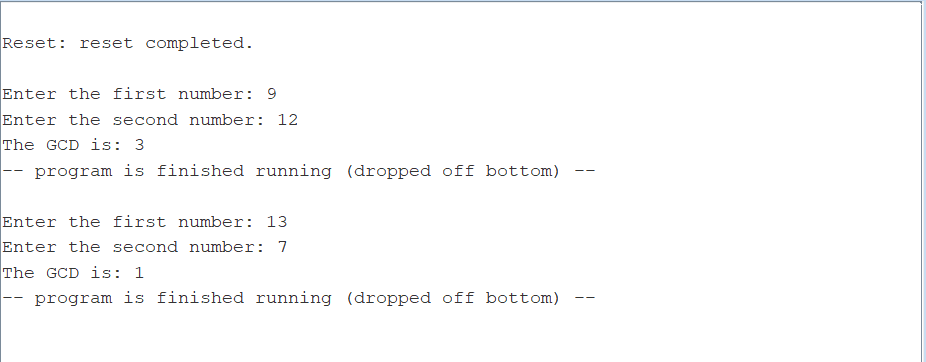 Reset: reset completed.
Enter the first number: 9
Enter the second number: 12
The GCD is: 3
-- program is finished running (dropped off bottom) --
Enter the first number: 13
Enter the second number: 7
The GCD is: 1
-- program is finished running (dropped off bottom) --